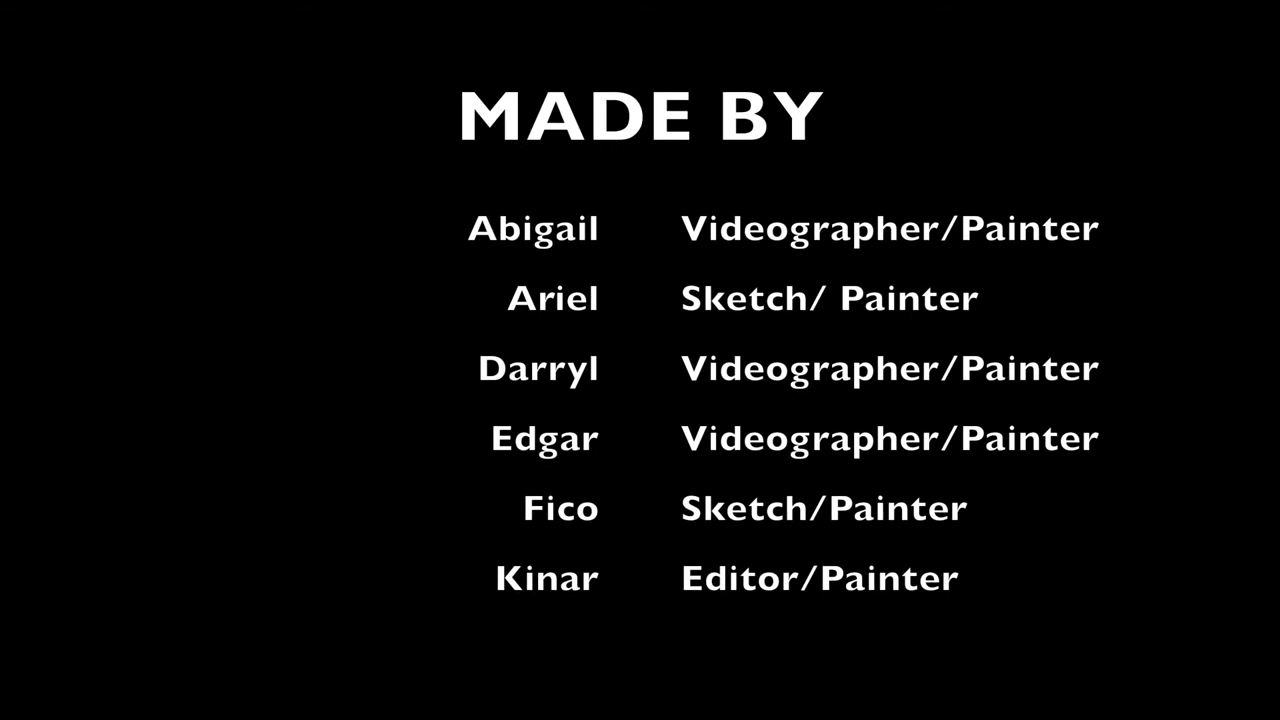 MADE BY
Abigail Videographer/Painter
Ariel Sketch/ Painter
Darryl Videographer/Painter
Edgar Videographer/Painter
Fico Sketch/Painter
Kinar Editor/Painter